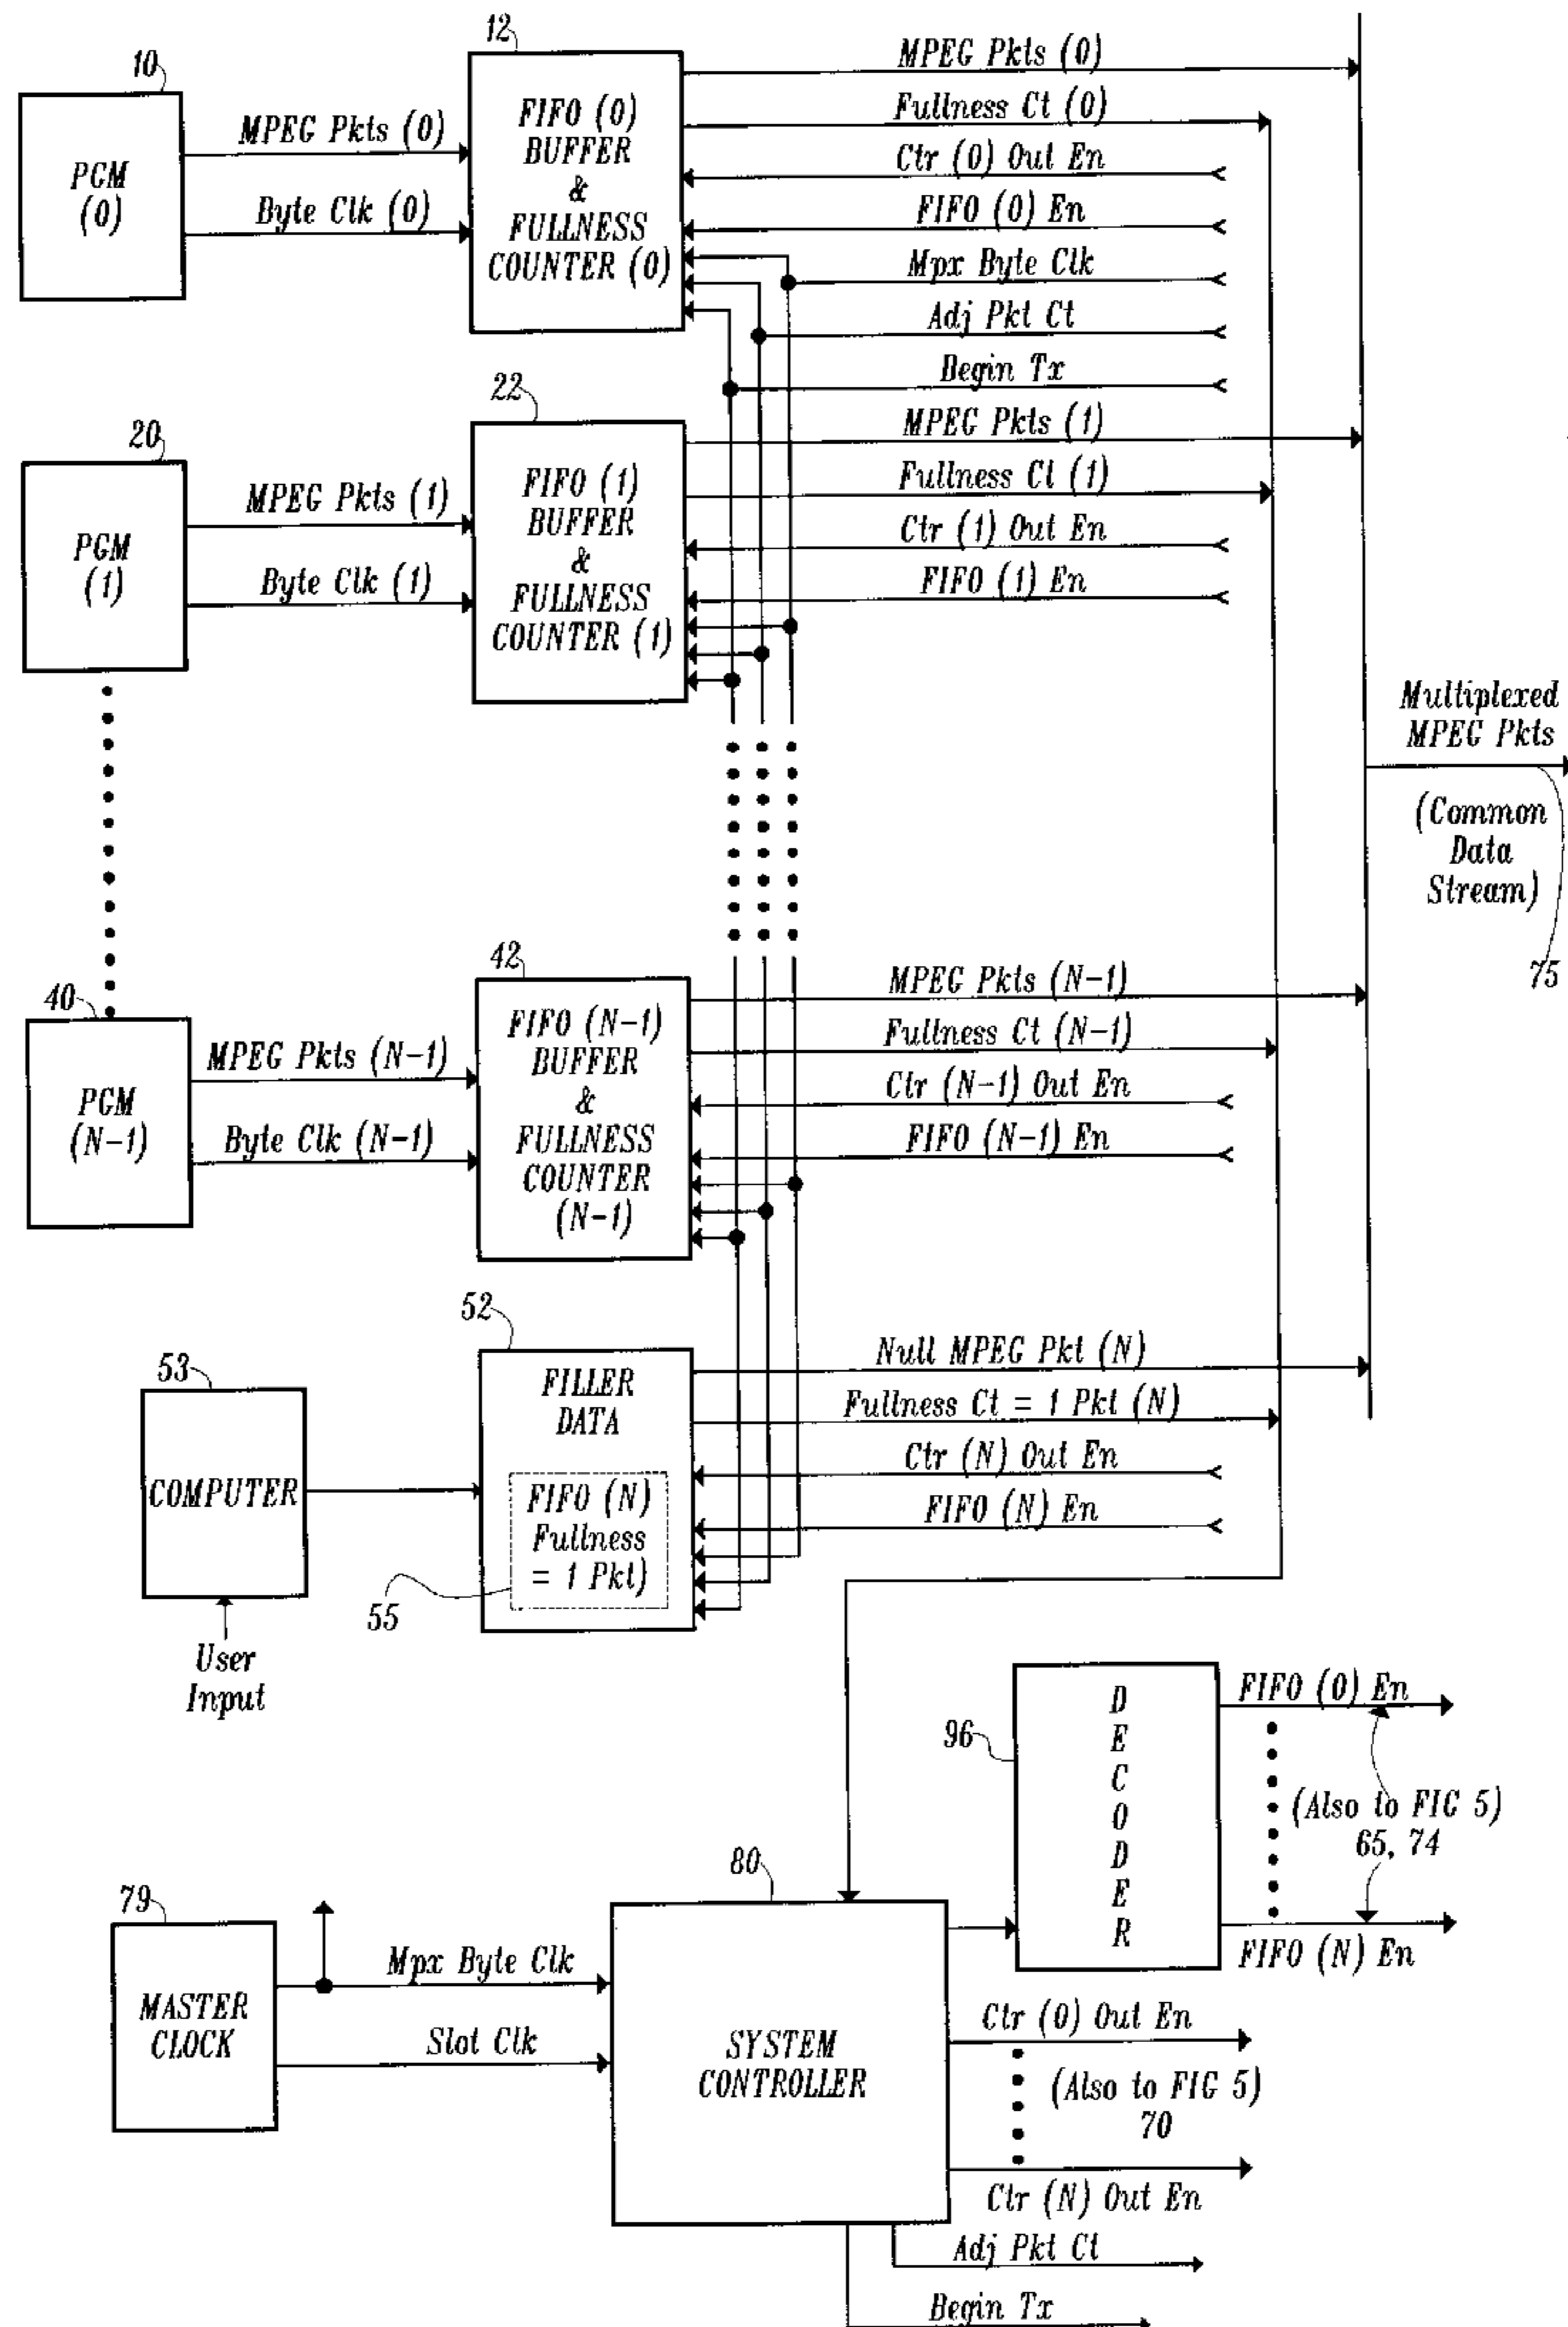 10
PGM
(0)
MPEG Pkts (0)
Byte Clk (0)
12
FIFO (0)
BUFFER
&
FULLNESS
COUNTER (0)
MPEG Pkts (0)
Fullness Ct (0)
Ctr (0) Out En
FIFO (0) En
Mpx Byte Clk
Adj Pkt Ct
Begin Tx
20
PGM
(1)
MPEG Pkts (1)
Byte Clk (1)
22
FIFO (1)
BUFFER
&
FULLNESS
COUNTER (1)
MPEG Pkts (1)
Fullness Ct (1)
Ctr (1) Out En
FIFO (1) En
Multiplexed
MPEG Pkts
(Common
Data
Stream)
75
40
PGM
(N-1)
MPEG Pkts (N-1)
Byte Clk (N-1)
42
FIFO (N-1)
BUFFER
&
FULLNESS
COUNTER
(N-1)
MPEG Pkts (N-1)
Fullness Ct (N-1)
Ctr (N-1) Out En
FIFO (N-1) En
53
COMPUTER
User
Input
52
FILLER
DATA
FIFO (N)
Fullness
= 1 Pkt)
55
Null MPEG Pkt (N)
Fullness Ct = 1 Pkt (N)
Ctr (N) Out En
FIFO (N) En
96
DECODER
FIFO (0) En
(Also to FIG 5)
65, 74
FIFO (N) En
79
MASTER
CLOCK
Mpx Byte Clk
Slot Clk
80
SYSTEM
CONTROLLER
Ctr (0) Out En
(Also to FIG 5)
70
Ctr (N) Out En
Adj Pkt Ct
Begin Tx